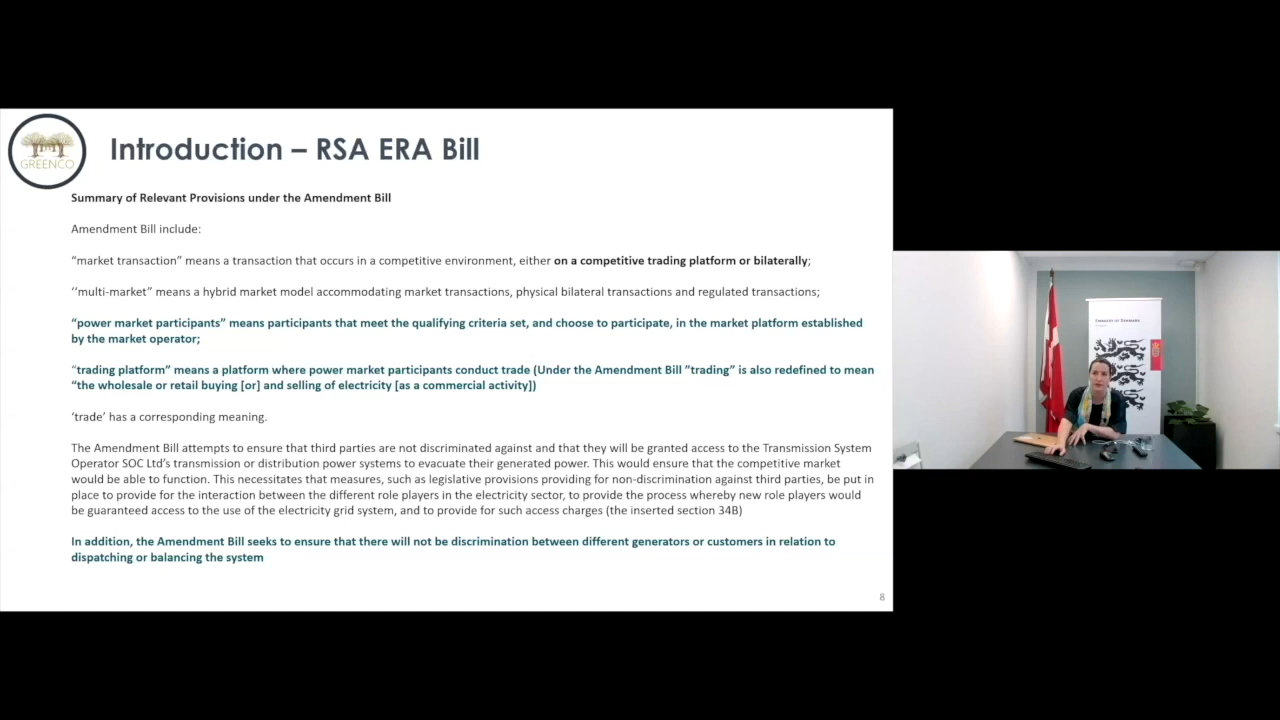 GREENCO
Introduction – RSA ERA Bill
Summary of Relevant Provisions under the Amendment Bill
Amendment Bill include:
“market transaction” means a transaction that occurs in a competitive environment, either on a competitive trading platform or bilaterally;
‘‘multi-market” means a hybrid market model accommodating market transactions, physical bilateral transactions and regulated transactions;
“power market participants” means participants that meet the qualifying criteria set, and choose to participate, in the market platform established
by the market operator;
“trading platform” means a platform where power market participants conduct trade (Under the Amendment Bill ”trading” is also redefined to mean
“the wholesale or retail buying [or] and selling of electricity [as a commercial activity])
‘trade’ has a corresponding meaning.
The Amendment Bill attempts to ensure that third parties are not discriminated against and that they will be granted access to the Transmission System
Operator SOC Ltd’s transmission or distribution power systems to evacuate their generated power. This would ensure that the competitive market
would be able to function. This necessitates that measures, such as legislative provisions providing for non-discrimination against third parties, be put in
place to provide for the interaction between the different role players in the electricity sector, to provide the process whereby new role players would
be guaranteed access to the use of the electricity grid system, and to provide for such access charges (the inserted section 34B)
In addition, the Amendment Bill seeks to ensure that there will not be discrimination between different generators or customers in relation to
dispatching or balancing the system
8
EMBASSY OF DENMARK